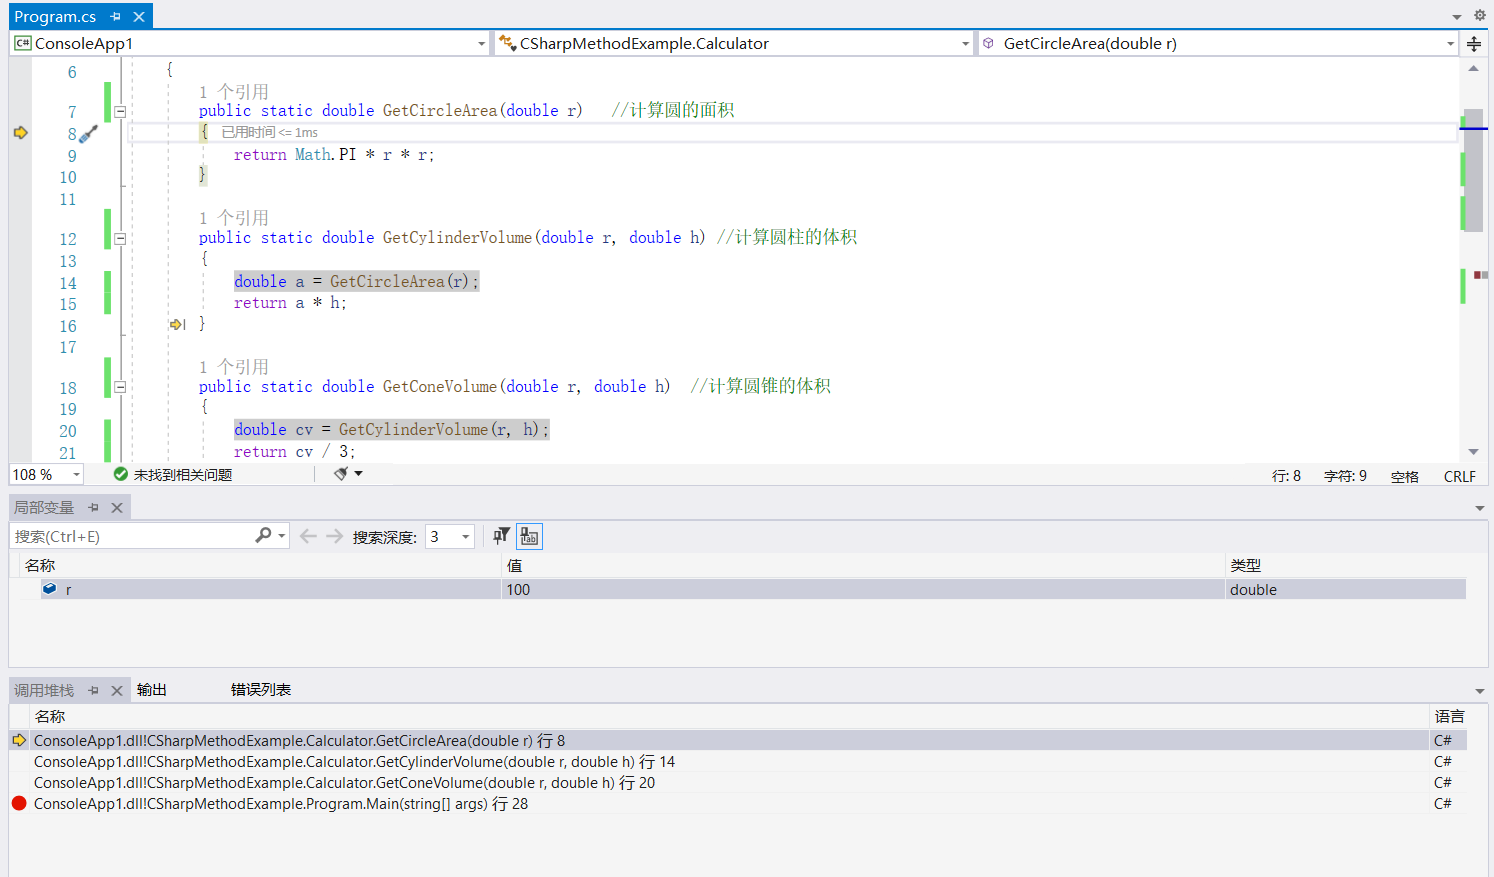 Program.cs
ConsoleApp1 CSharpMethodExample.Calculator GetCircleArea(double r)
6 {
1 个引用
7 public static double GetCircleArea(double r) //计算圆的面积
8 { 已用时间 <= 1ms
9 return Math.PI * r * r;
10 }
11
1 个引用
12 public static double GetCylinderVolume(double r, double h) //计算圆柱的体积
13 {
14 double a = GetCircleArea(r);
15 return a * h;
16 }
17
1 个引用
18 public static double GetConeVolume(double r, double h) //计算圆锥的体积
19 {
20 double cv = GetCylinderVolume(r, h);
21 return cv / 3;
108 % 未找到相关问题 行: 8 字符: 9 空格 CRLF
局部变量
搜索(Ctrl+E) 搜索深度: 3
名称 值 类型
r 100 double
调用堆栈 输出 错误列表
名称 语言
ConsoleApp1.dll!CSharpMethodExample.Calculator.GetCircleArea(double r) 行 8 C#
ConsoleApp1.dll!CSharpMethodExample.Calculator.GetCylinderVolume(double r, double h) 行 14 C#
ConsoleApp1.dll!CSharpMethodExample.Calculator.GetConeVolume(double r, double h) 行 20 C#
ConsoleApp1.dll!CSharpMethodExample.Program.Main(string[] args) 行 28 C#